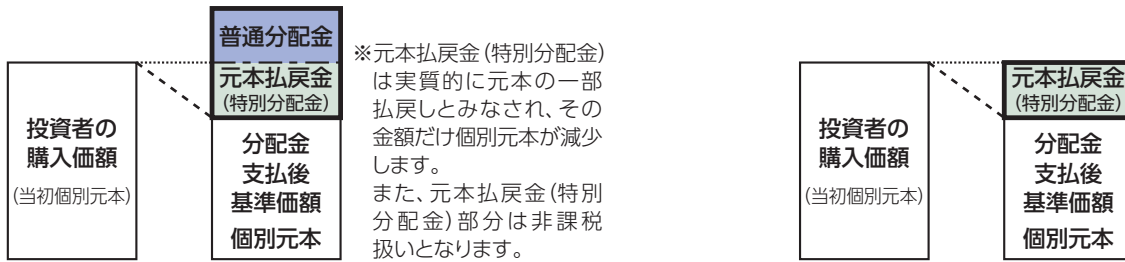 投資者の
購入価額
(当初個別元本)
普通分配金
元本払戻金
(特別分配金)
分配金
支払後
基準価額
個別元本
※元本払戻金(特別分配金)
は実質的に元本の一部
払戻しとみなされ、その
金額だけ個別元本が減少
します。
また、元本払戻金(特別
分配金)部分は非課税
扱いとなります。
投資者の
購入価額
(当初個別元本)
元本払戻金
(特別分配金)
分配金
支払後
基準価額
個別元本